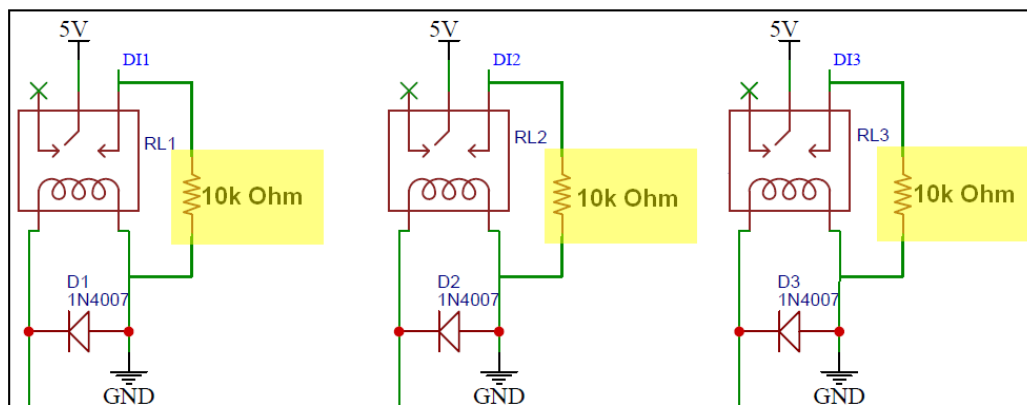 5V
DI1
RL1
10k Ohm
D1
1N4007
GND
5V
DI2
RL2
10k Ohm
D2
1N4007
GND
5V
DI3
RL3
10k Ohm
D3
1N4007
GND